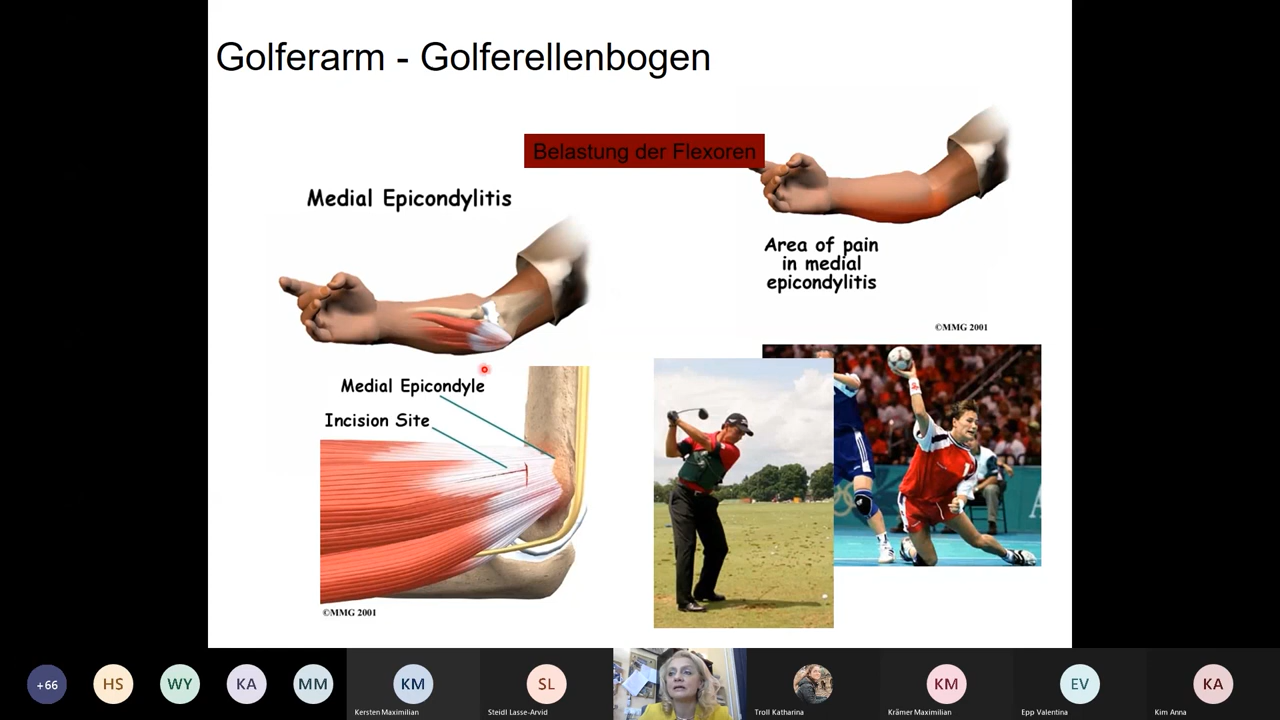 Golferarm - Golferellenbogen
Belastung der Flexoren
Medial Epicondylitis
Area of pain
in medial
epicondylitis
©MMG 2001
Medial Epicondyle
Incision Site
©MMG 2001
+66
HS
WY
KA
MM
KM
SL
KM
EV
KA
Kersten Maximilian
Steidl Lasse-Arvid
Troll Katharina
Krämer Maximilian
Epp Valentina
Kim Anna